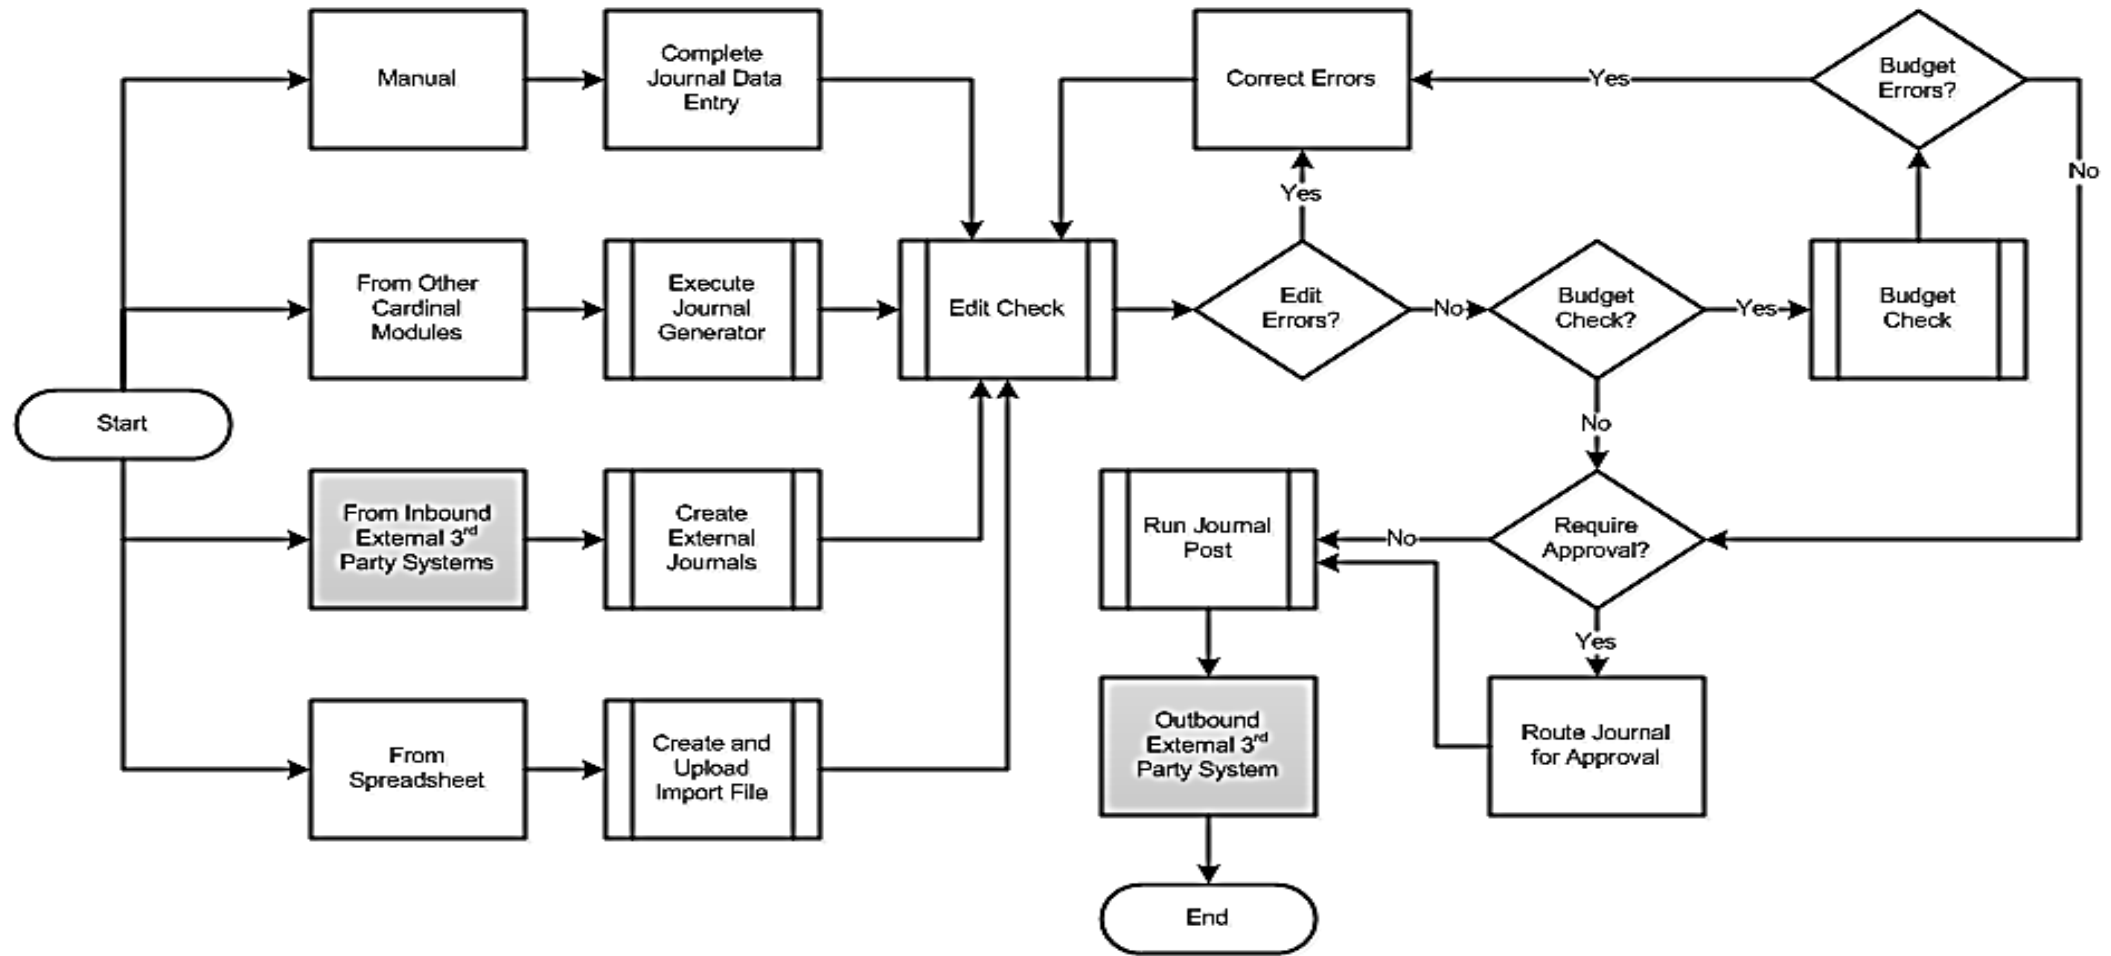 Manual
Complete
Journal Data
Entry
Correct Errors
Yes
Budget
Errors?
No
Yes
From Other
Cardinal
Modules
Execute
Journal
Generator
Edit Check
Edit
Errors?
No
Budget
Check?
Yes
Budget
Check
Start
No
From Inbound
External 3rd
Party Systems
Create
External
Journals
Run Journal
Post
No
Require
Approval?
Yes
From
Spreadsheet
Create and
Upload
Import File
Outbound
External 3rd
Party System
Route Journal
for Approval
End